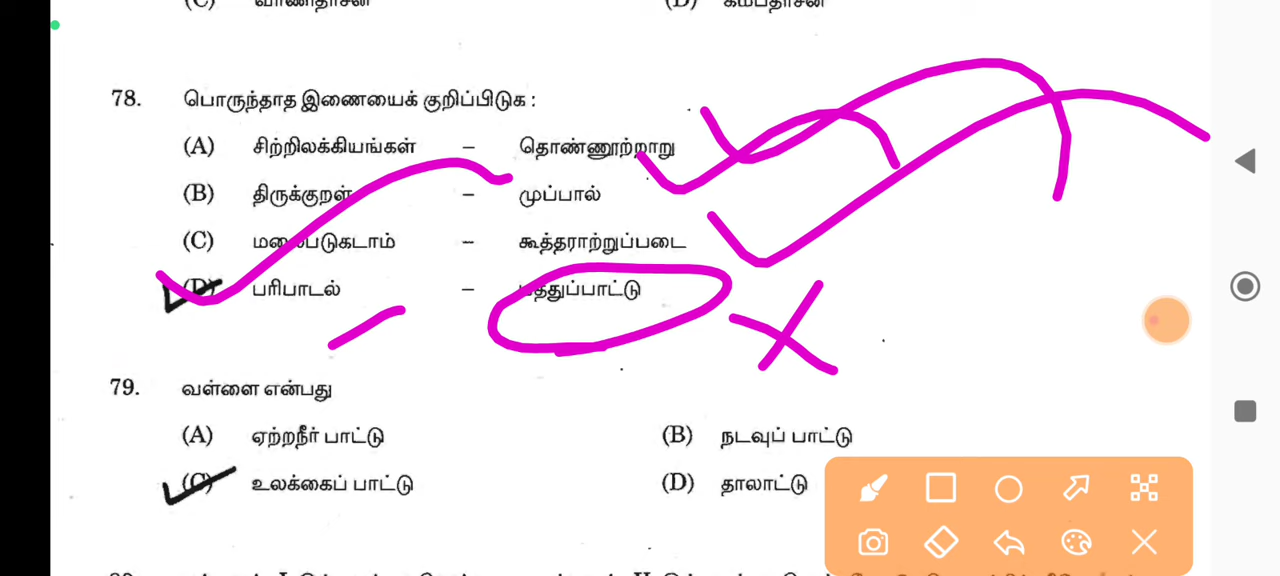 78. பொருந்தாத இணையைக் குறிப்பிடுக :
(A) சிற்றிலக்கியங்கள் – தொண்ணூற்றாறு
(B) திருக்குறள் – முப்பால்
(C) மலைபடுகடாம் – கூத்தராற்றுப்படை
(D) பரிபாடல் – பத்துப்பாட்டு
79. வள்ளை என்பது
(A) ஏற்றநீர் பாட்டு (B) நடவுப் பாட்டு
(C) உலக்கைப் பாட்டு (D) தாலாட்டு